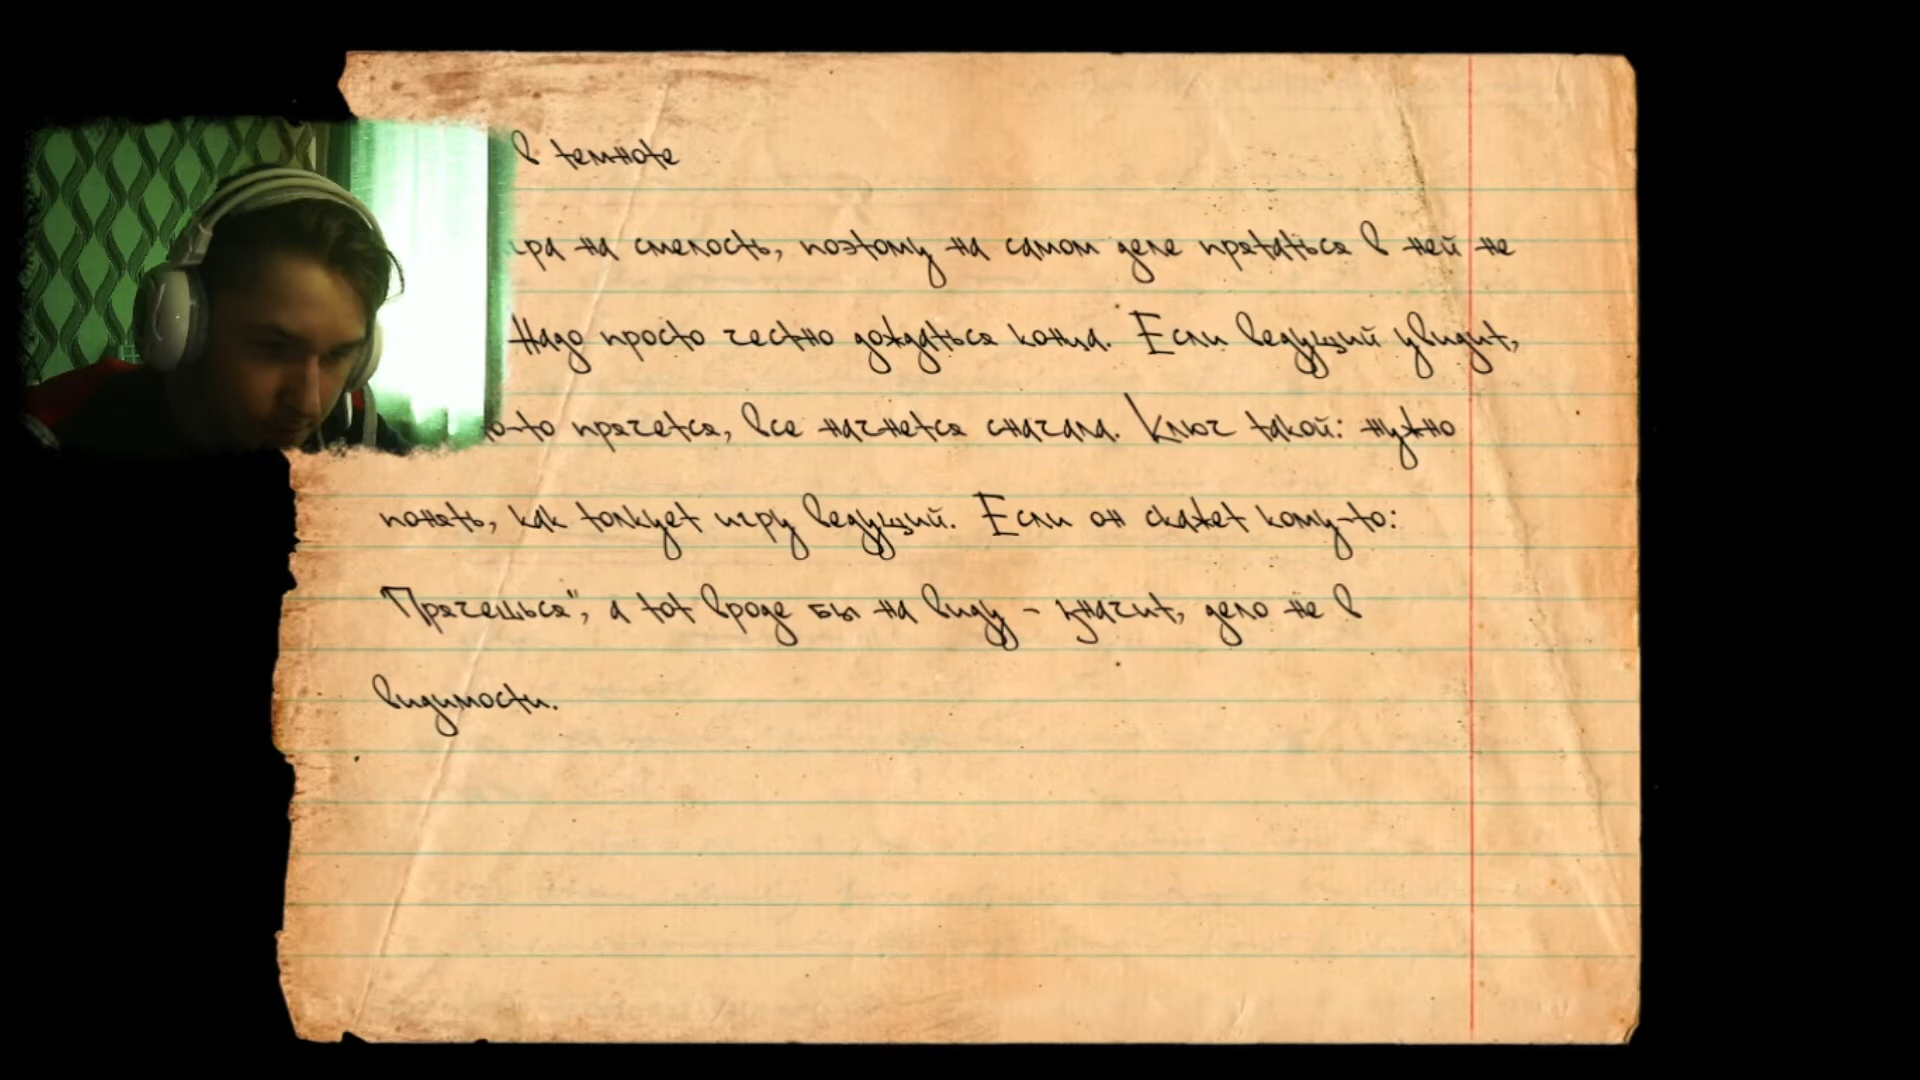 в темноте
на смелость, поэтому на самом деле прятаться в ней не
Надо просто честно дождаться конца. Если ведущий увидит,
прячется, все начнется сначала. Ключ такой: нужно
понять, как толкует игру ведущий. Если он скажет кому-то:
"Прячешься", а тот вроде бы на виду - значит, дело не в
видимости.